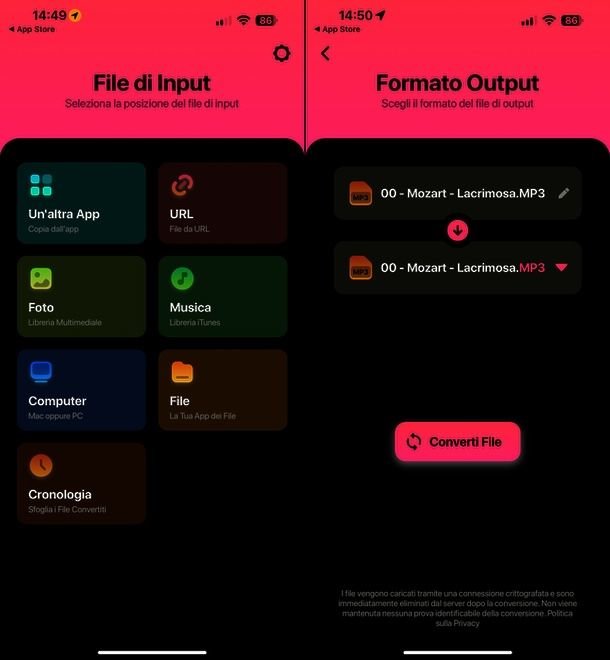 14:49
86
◀ App Store
File di Input
Seleziona la posizione del file di input
Un'altra App
Copia dall'app
URL
File da URL
Foto
Libreria Multimediale
Musica
Libreria iTunes
Computer
Mac oppure PC
File
La Tua App dei File
Cronologia
Sfoglia i File Convertiti
14:50
86
◀ App Store
Formato Output
Scegli il formato del file di output
MP3
00 - Mozart - Lacrimosa.MP3
MP3
00 - Mozart - Lacrimosa.MP3
Converti File
I file vengono caricati tramite una connessione crittografata e sono
immediatamente eliminati dal server dopo la conversione. Non viene
mantenuta nessuna prova identificabile della conversione. Politica
sulla Privacy